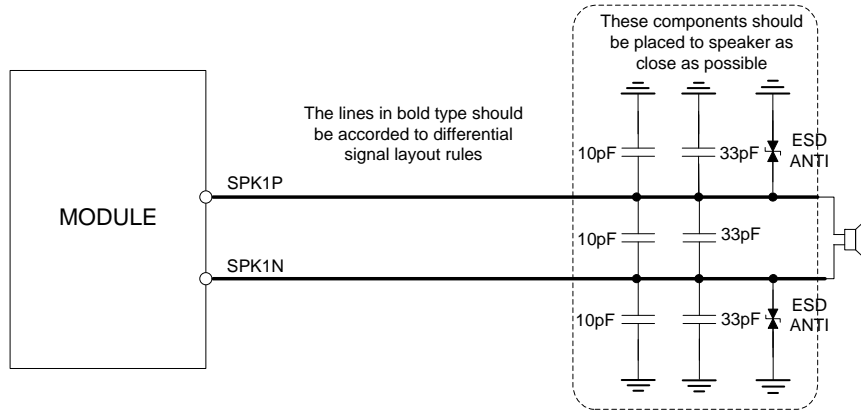 These components should
be placed to speaker as
close as possible
The lines in bold type should
be accorded to differential
signal layout rules
10pF
33pF
ESD
ANTI
SPK1P
MODULE
10pF
33pF
SPK1N
10pF
33pF
ESD
ANTI